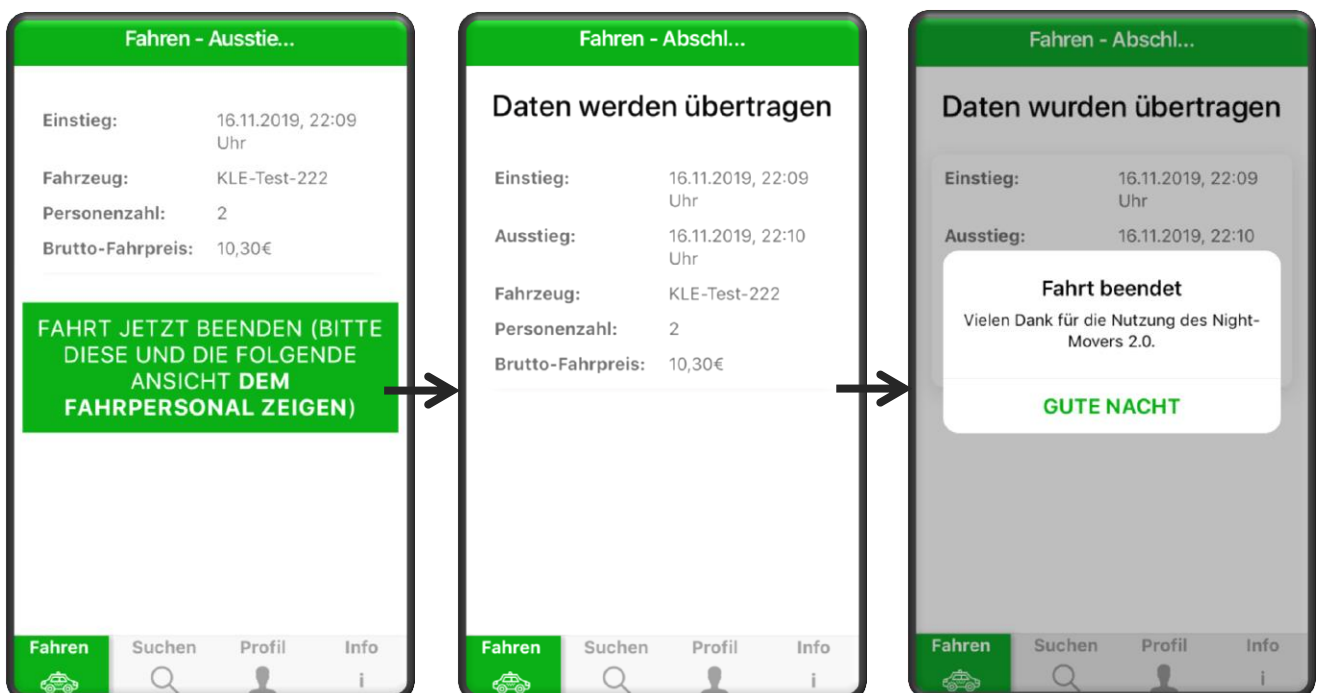 Fahren - Ausstie...
Einstieg: 16.11.2019, 22:09
Uhr
Fahrzeug: KLE-Test-222
Personenzahl: 2
Brutto-Fahrpreis: 10,30€
FAHRT JETZT BEENDEN (BITTE
DIESE UND DIE FOLGENDE
ANSICHT DEM
FAHRPERSONAL ZEIGEN)
Fahren Suchen Profil Info
Fahren - Abschl...
Daten werden übertragen
Einstieg: 16.11.2019, 22:09
Uhr
Ausstieg: 16.11.2019, 22:10
Uhr
Fahrzeug: KLE-Test-222
Personenzahl: 2
Brutto-Fahrpreis: 10,30€
Fahren Suchen Profil Info
Fahren - Abschl...
Daten wurden übertragen
Einstieg: 16.11.2019, 22:09
Uhr
Ausstieg: 16.11.2019, 22:10
Fahrt beendet
Vielen Dank für die Nutzung des Night-
Movers 2.0.
GUTE NACHT
Fahren Suchen Profil Info